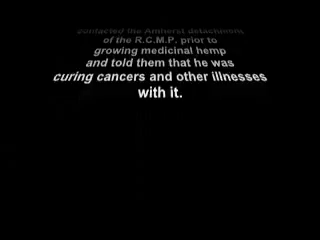 contacted the Amherst detachment
of the R.C.M.P. prior to
growing medicinal hemp
and told them that he was
curing cancers and other illnesses
with it.